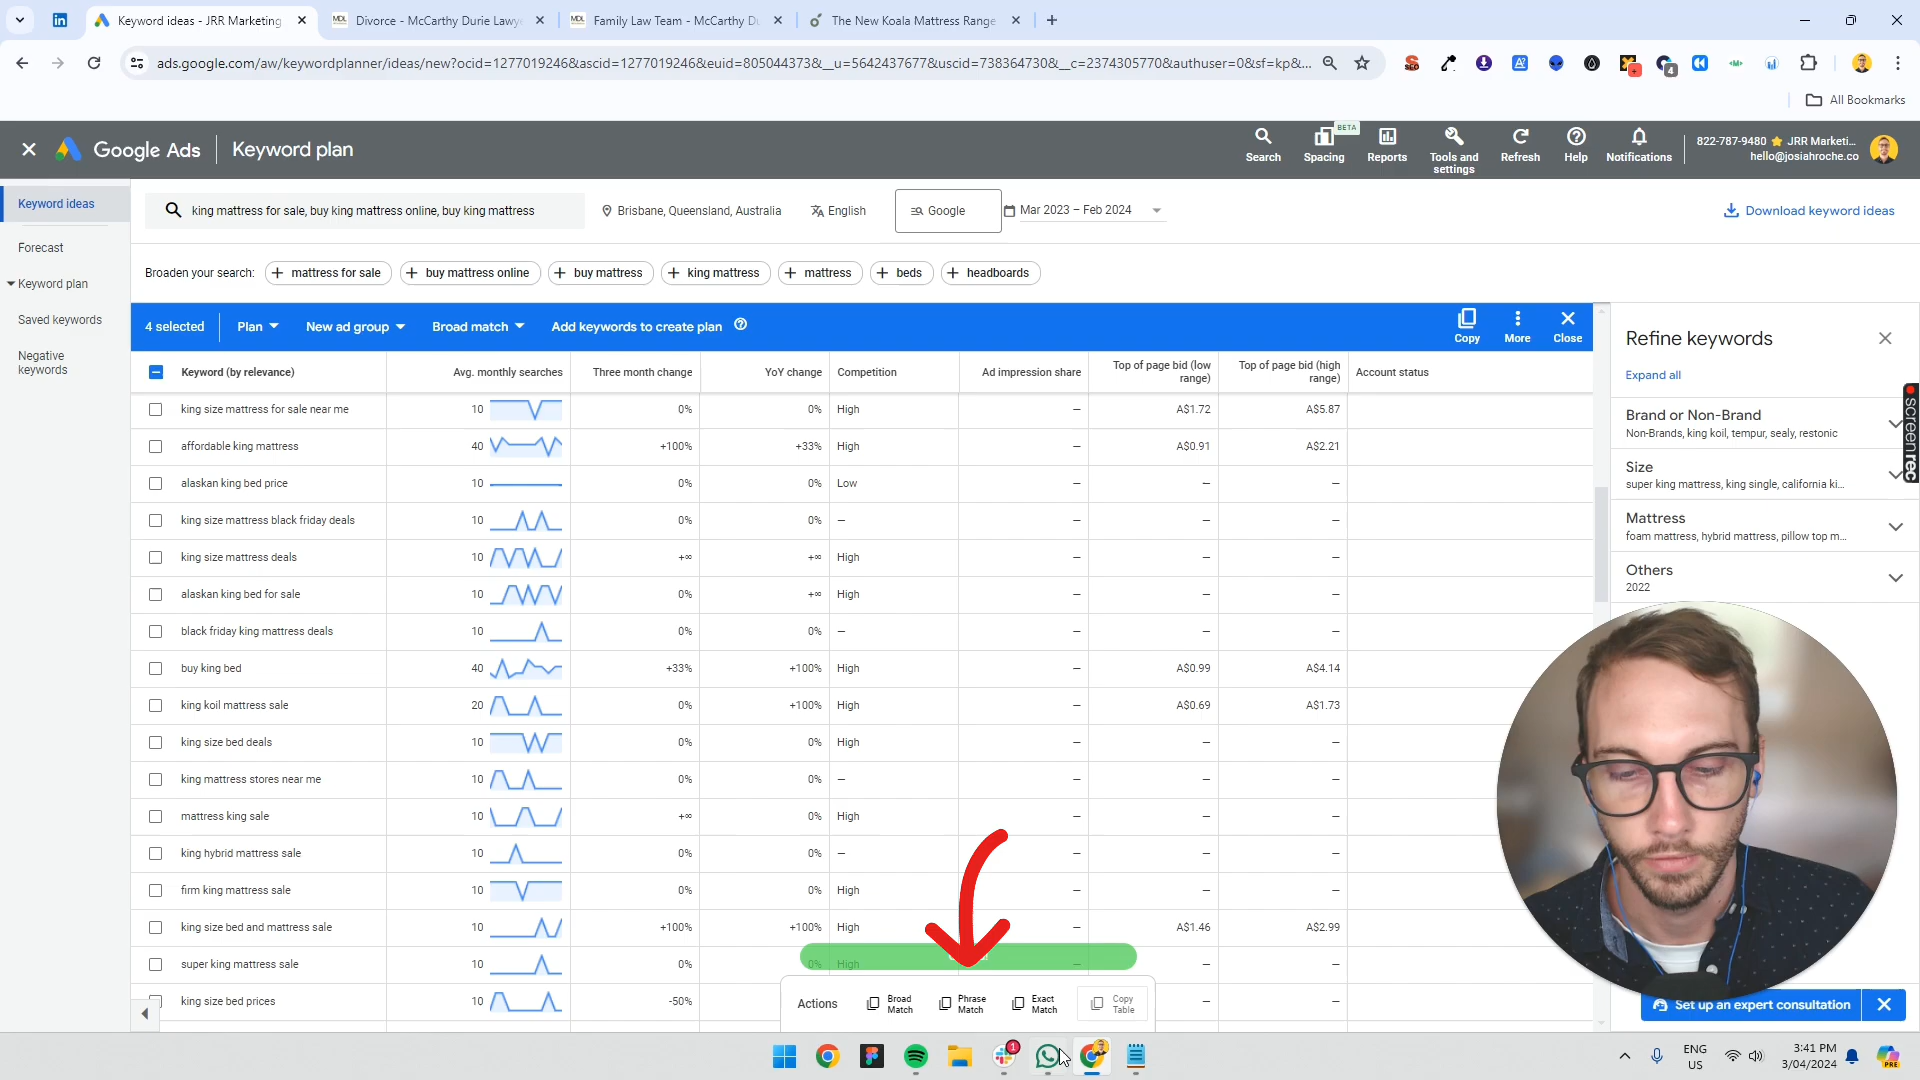 Keyword ideas - JRR Marketing
Divorce - McCarthy Durie Lawye
Family Law Team - McCarthy Du
The New Koala Mattress Range
ads.google.com/aw/keywordplanner/ideas/new?ocid=1277019246&ascid=1277019246&euid=805044373&__u=5642437677&uscid=738364730&__c=2374305770&authuser=0&sf=kp&...
All Bookmarks
Google Ads
Keyword plan
Search
BETA
Spacing
Reports
Tools and
settings
Refresh
Help
Notifications
822-787-9480 JRR Marketi...
hello@josiahroche.co
Keyword ideas
Forecast
Keyword plan
Saved keywords
Negative
keywords
king mattress for sale, buy king mattress online, buy king mattress
Brisbane, Queensland, Australia
English
Google
Mar 2023 – Feb 2024
Download keyword ideas
Broaden your search:
mattress for sale
buy mattress online
buy mattress
king mattress
mattress
beds
headboards
4 selected
Plan
New ad group
Broad match
Add keywords to create plan
Copy
More
Close
Keyword (by relevance) Avg. monthly searches Three month change YoY change Competition Ad impression share Top of page bid (low range) Top of page bid (high range) Account status
king size mattress for sale near me 10 0% 0% High – A$1.72 A$5.87
affordable king mattress 40 +100% +33% High – A$0.91 A$2.21
alaskan king bed price 10 0% 0% Low – – –
king size mattress black friday deals 10 0% 0% – – – –
king size mattress deals 10 +∞ +∞ High – – –
alaskan king bed for sale 10 0% +∞ High – – –
black friday king mattress deals 10 0% 0% – – – –
buy king bed 40 +33% +100% High – A$0.99 A$4.14
king koil mattress sale 20 0% +100% High – A$0.69 A$1.73
king size bed deals 10 0% 0% High – – –
king mattress stores near me 10 0% 0% – – – –
mattress king sale 10 +∞ 0% High – – –
king hybrid mattress sale 10 0% 0% – – – –
firm king mattress sale 10 0% 0% High – – –
king size bed and mattress sale 10 +100% +100% High – A$1.46 A$2.99
super king mattress sale 10 0% 0% High – – –
king size bed prices 10 -50% – –
Actions
Broad
Match
Phrase
Match
Exact
Match
Copy
Table
Refine keywords
Expand all
Brand or Non-Brand
Non-Brands, king koil, tempur, sealy, restonic
Size
super king mattress, king single, california ki...
Mattress
foam mattress, hybrid mattress, pillow top m...
Others
2022
screenrec
Set up an expert consultation
4
1
ENG
US
3:41 PM
3/04/2024
PRE